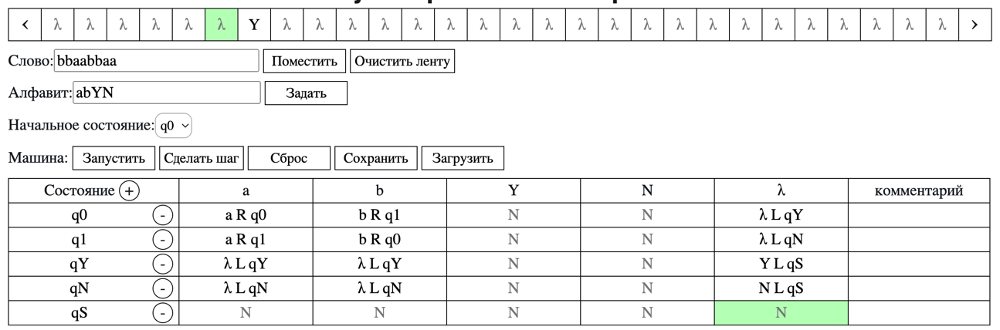 < λ λ λ λ λ λ Y λ λ λ λ λ λ λ λ λ λ λ λ λ λ λ λ λ λ λ λ λ >
Слово: bbaabbaa Поместить Очистить ленту
Алфавит: abYN Задать
Начальное состояние: q0
Машина: Запустить Сделать шаг Сброс Сохранить Загрузить
Состояние + a b Y N λ комментарий
q0 - a R q0 b R q1 N N λ L qY
q1 - a R q1 b R q0 N N λ L qN
qY - λ L qY λ L qY N N Y L qS
qN - λ L qN λ L qN N N N L qS
qS - N N N N N